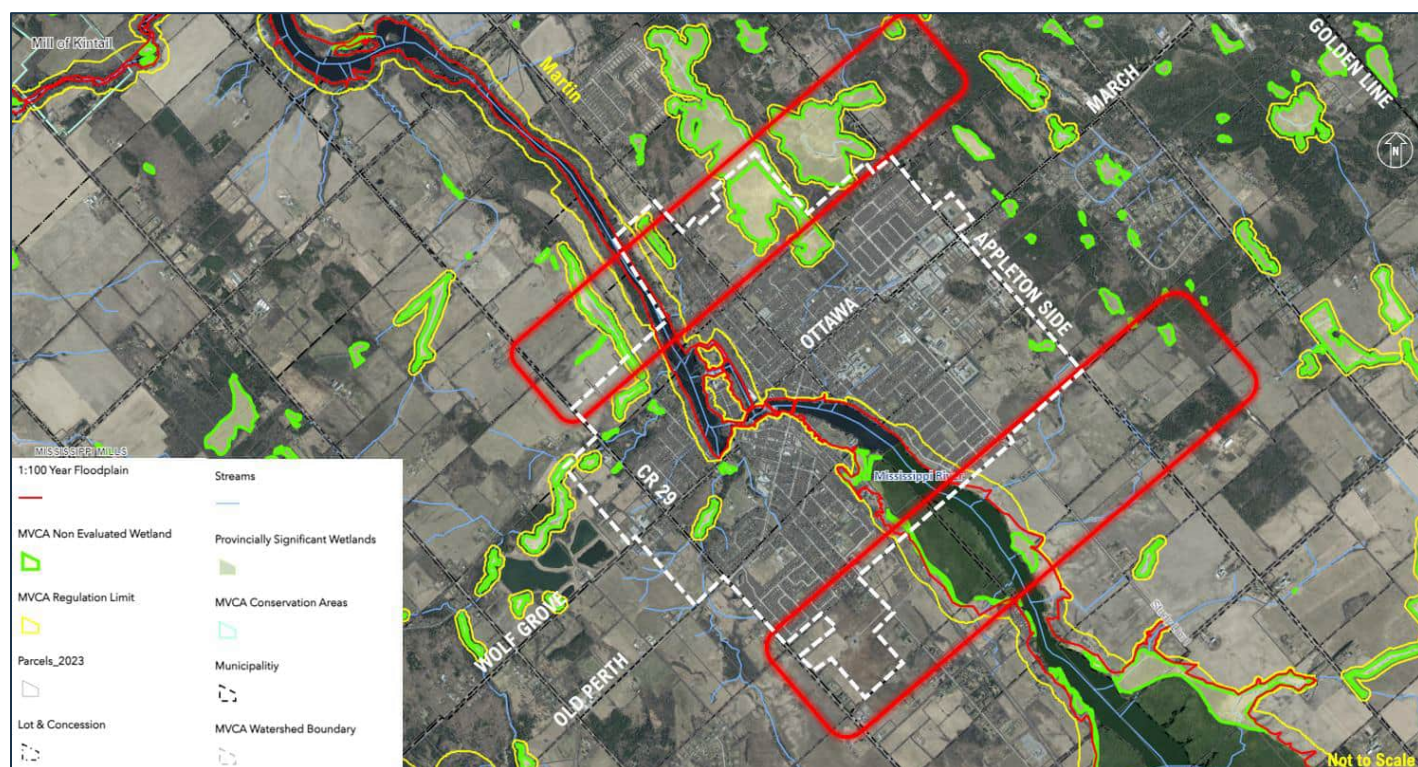 Mill of Kintail
Martin
MARCH
GOLDEN LINE
N
APPLETON SIDE
OTTAWA
Mississippi River
CR 29
WOLF GROVE
OLD PERTH
MISSISSIPPI MILLS
1:100 Year Floodplain
Streams
MVCA Non Evaluated Wetland
Provincially Significant Wetlands
MVCA Regulation Limit
MVCA Conservation Areas
Parcels_2023
Municipalitiy
Lot & Concession
MVCA Watershed Boundary
Not to Scale